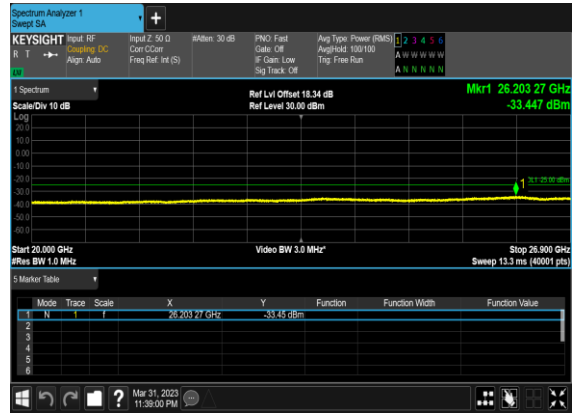 Spectrum Analyzer 1
Swept SA
+
KEYSIGHT Input: RF Input Z: 50 Ω #Atten: 30 dB PNO: Fast Avg Type: Power (RMS) 1 2 3 4 5 6
R T Coupling: DC Corr CCorr Gate: Off Avg|Hold: 100/100 A W W W W W
Align: Auto Freq Ref: Int (S) IF Gain: Low Trig: Free Run
LW Sig Track: Off A N N N N N
1 Spectrum Ref Lvl Offset 18.34 dB Mkr1 26.203 27 GHz
Scale/Div 10 dB Ref Level 30.00 dBm -33.447 dBm
Log
20.0
10.0
0.00
-10.0
-20.0 1 DL1 -25.00 dBm
-30.0
-40.0
-50.0
-60.0
Start 20.000 GHz Video BW 3.0 MHz* Stop 26.900 GHz
#Res BW 1.0 MHz Sweep 13.3 ms (40001 pts)
5 Marker Table
Mode Trace Scale X Y Function Function Width Function Value
1 N 1 f 26.203 27 GHz -33.45 dBm
2
3
4
5
6
? Mar 31, 2023
11:39:00 PM